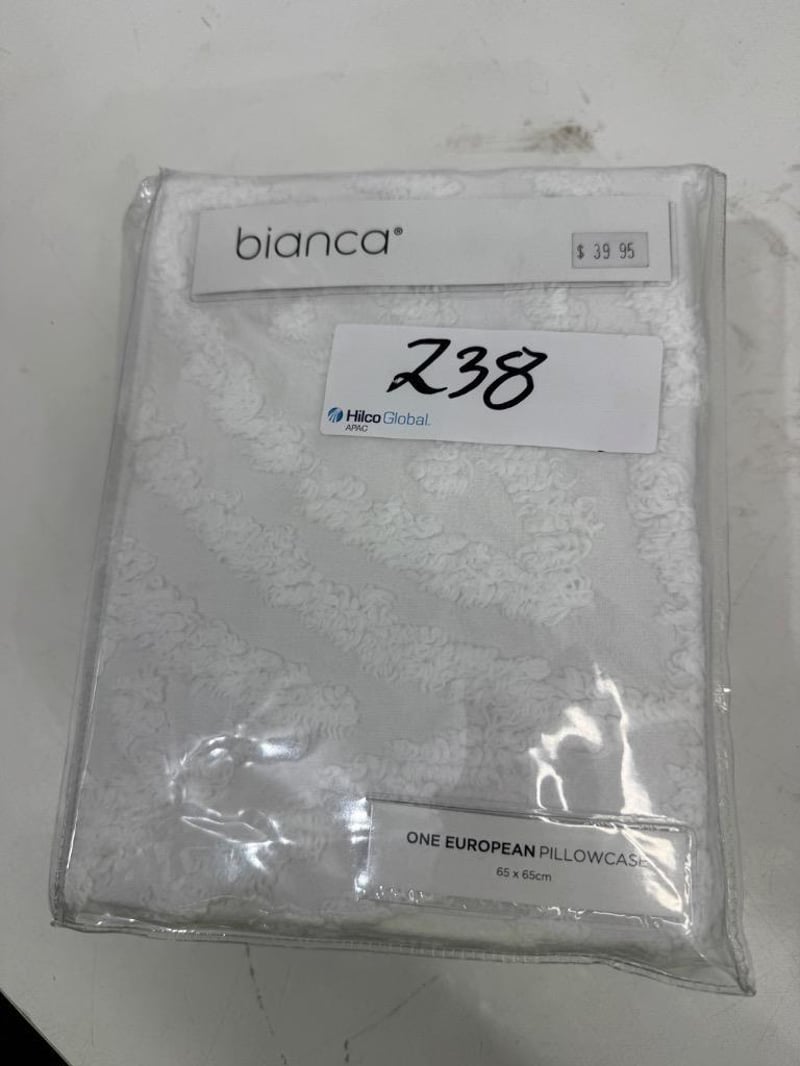 bianca®
$ 39 95
238
Hilco Global.
APAC
ONE EUROPEAN PILLOWCASE
65 x 65cm